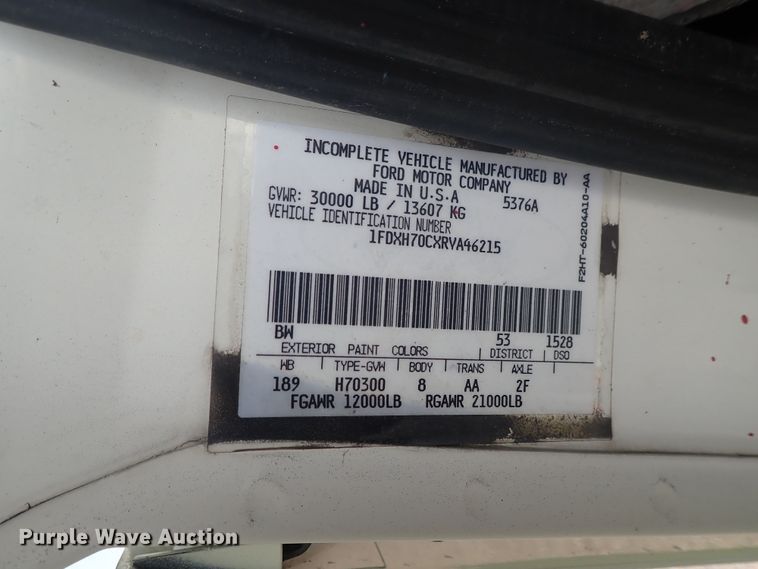 INCOMPLETE VEHICLE MANUFACTURED BY
FORD MOTOR COMPANY
MADE IN U.S.A 5376A
GVWR: 30000 LB / 13607 KG
VEHICLE IDENTIFICATION NUMBER
1FDXH70CXRVA46215
F2HT-60204A10-AA
BW 53 1528
EXTERIOR PAINT COLORS DISTRICT DSO
WB TYPE-GVW BODY TRANS AXLE
189 H70300 8 AA 2F
FGAWR 12000LB RGAWR 21000LB
Purple Wave Auction